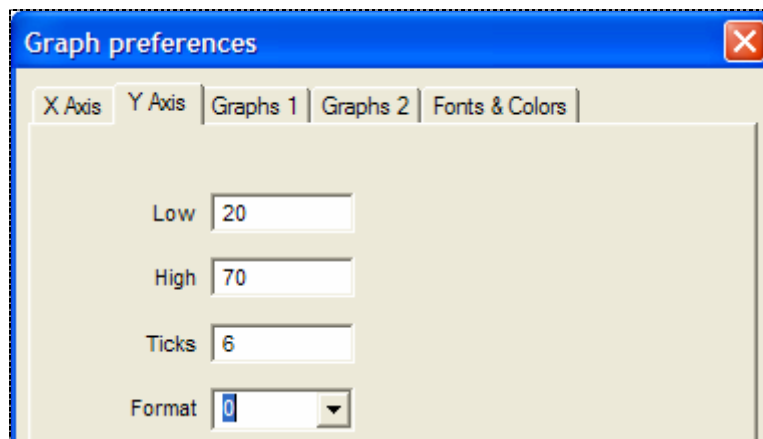 Graph preferences
X Axis Y Axis Graphs 1 Graphs 2 Fonts & Colors
Low 20
High 70
Ticks 6
Format 0